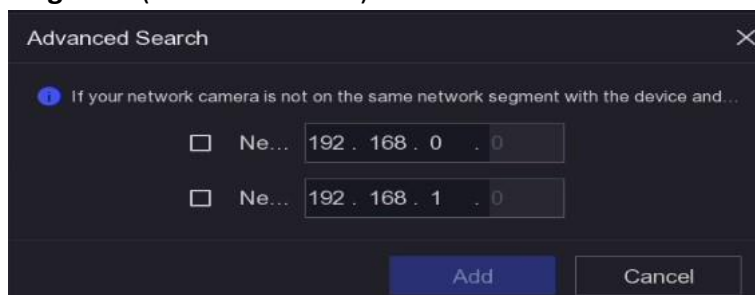 Advanced Search
If your network camera is not on the same network segment with the device and...
Ne... 192 . 168 . 0 . 0
Ne... 192 . 168 . 1 . 0
Add Cancel